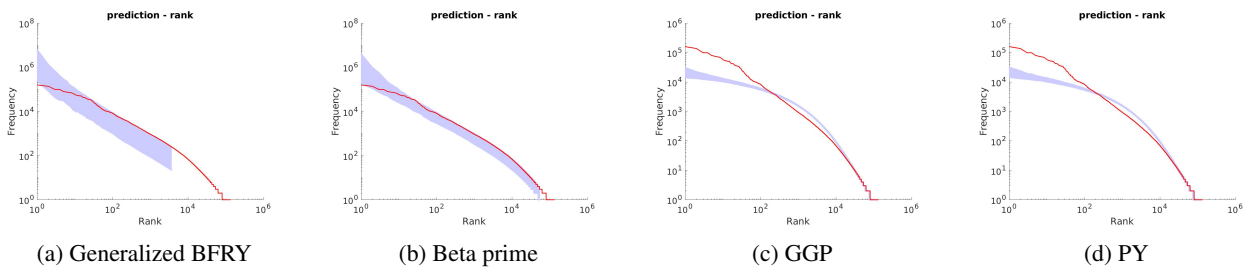 prediction - rank
10^8
10^6
10^4
10^2
10^0
Frequency
10^0 10^2 10^4 10^6
Rank
(a) Generalized BFRY
prediction - rank
10^8
10^6
10^4
10^2
10^0
Frequency
10^0 10^2 10^4 10^6
Rank
(b) Beta prime
prediction - rank
10^6
10^5
10^4
10^3
10^2
10^1
10^0
Frequency
10^0 10^2 10^4 10^6
Rank
(c) GGP
prediction - rank
10^6
10^5
10^4
10^3
10^2
10^1
10^0
Frequency
10^0 10^2 10^4 10^6
Rank
(d) PY